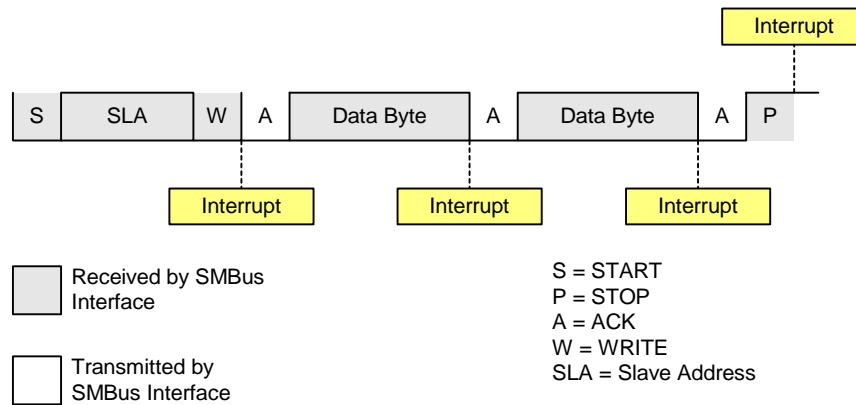 Interrupt
S SLA W A Data Byte A Data Byte A P
Interrupt Interrupt Interrupt
Received by SMBus
Interface
Transmitted by
SMBus Interface
S = START
P = STOP
A = ACK
W = WRITE
SLA = Slave Address